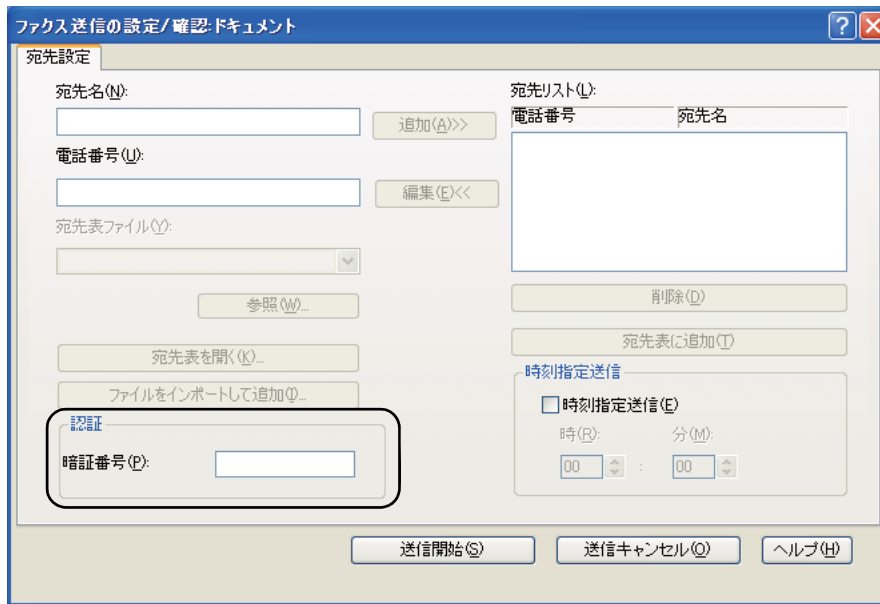 ファクス送信の設定/確認:ドキュメント
宛先設定
宛先名(N):
追加(A)>>
電話番号(U):
編集(E)<<
宛先表ファイル(Y):
参照(W)...
宛先表を開く(K)...
ファイルをインポートして追加(I)...
認証
暗証番号(P):
宛先リスト(L):
電話番号 宛先名
削除(D)
宛先表に追加(T)
時刻指定送信
時刻指定送信(E)
時(R): 分(M):
00 : 00
送信開始(S) 送信キャンセル(O) ヘルプ(H)